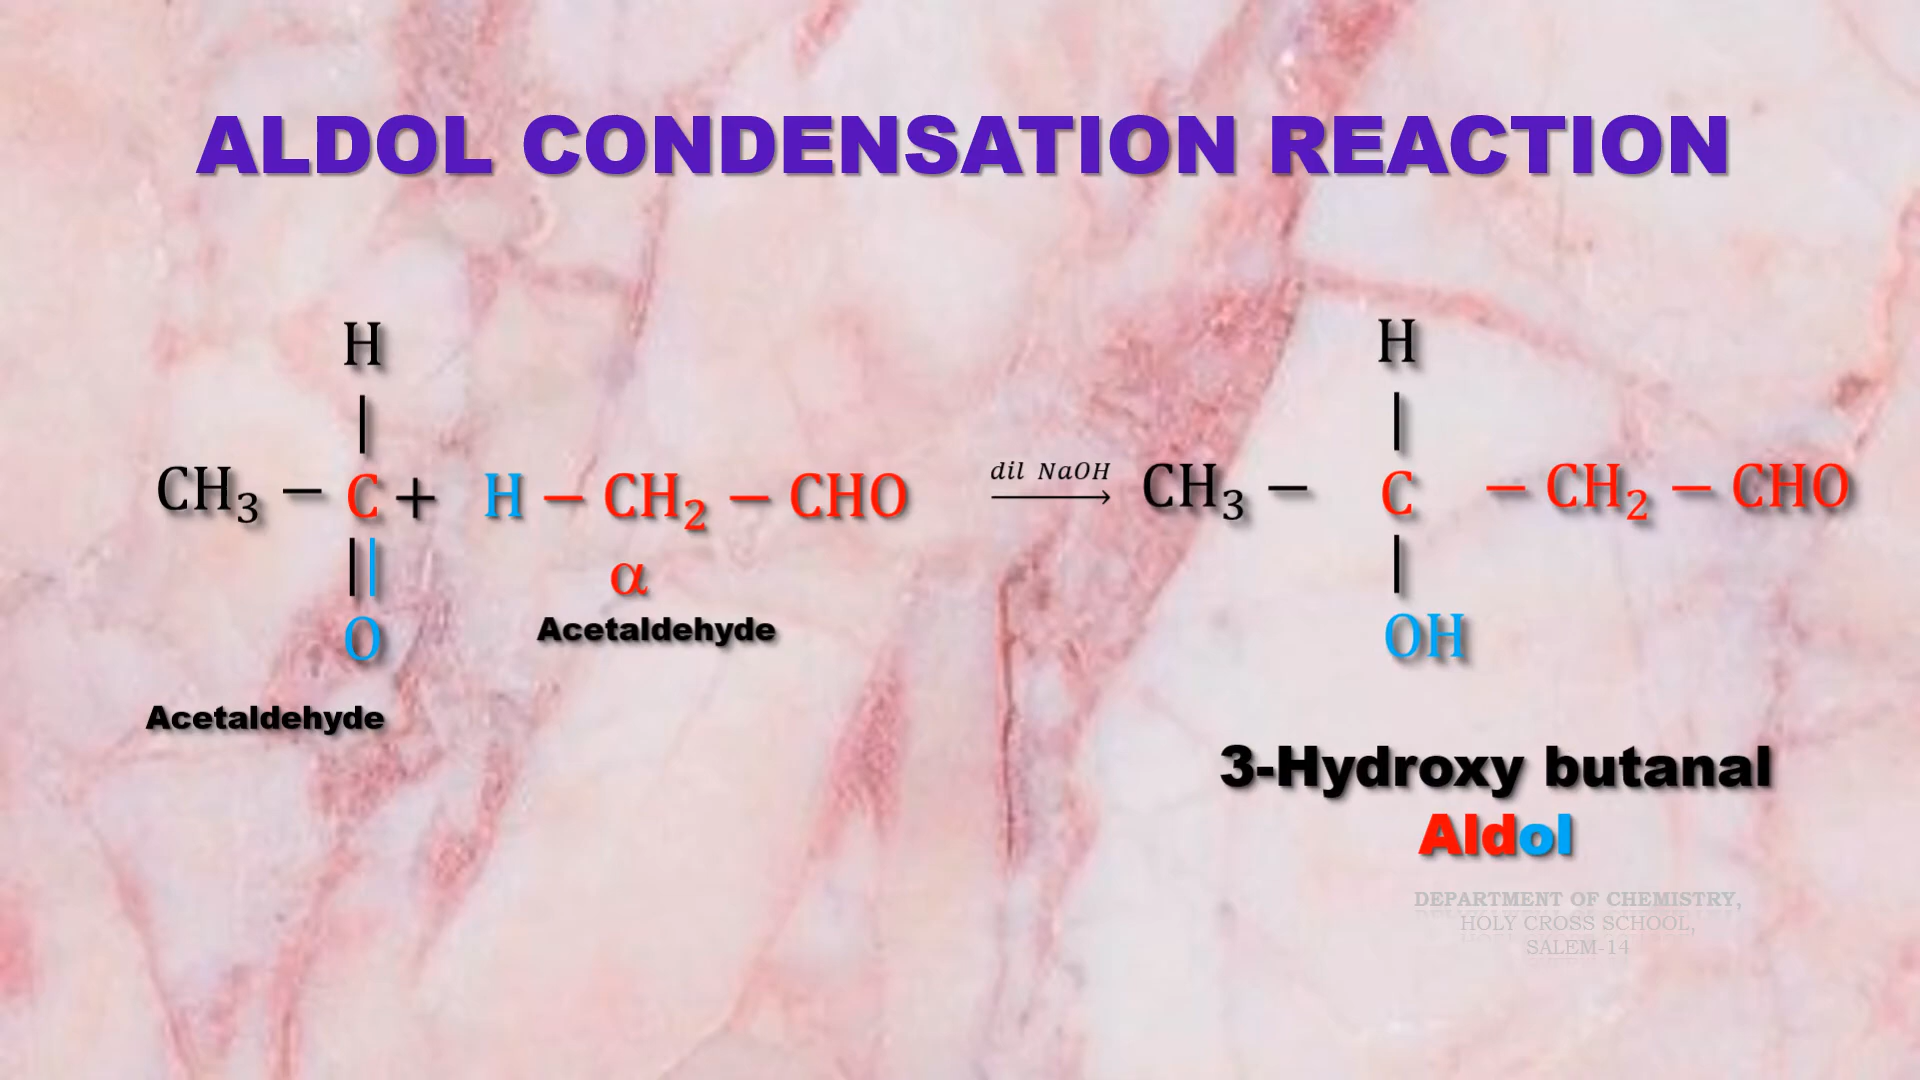 ALDOL CONDENSATION REACTION
H
|
CH₃ – C + H – CH₂ – CHO
||
O
α
Acetaldehyde
Acetaldehyde
dil NaOH
⟶
H
|
CH₃ – C – CH₂ – CHO
|
OH
3-Hydroxy butanal
Aldol
DEPARTMENT OF CHEMISTRY,
HOLY CROSS SCHOOL,
SALEM-14